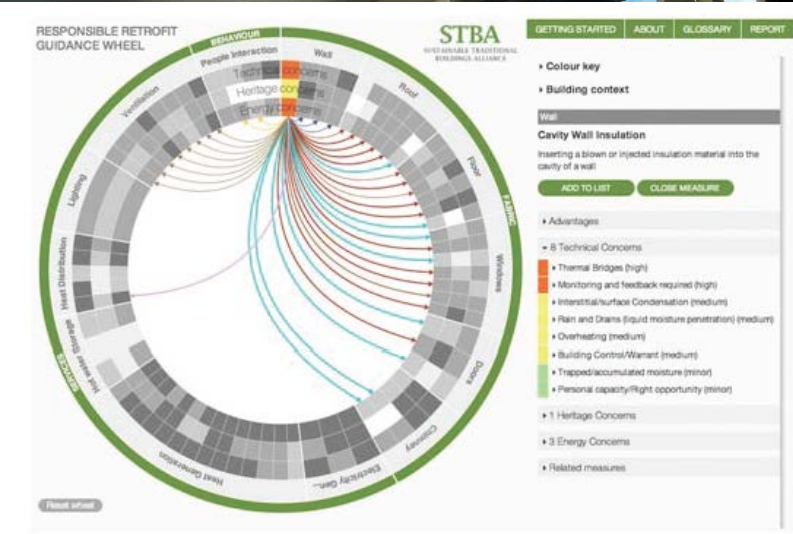 RESPONSIBLE RETROFIT
GUIDANCE WHEEL
BEHAVIOUR
People Interaction
Wall
Roof
Floor
FABRIC
Windows
Doors
Chimney
Electricity Gen...
Heat Generation
Hot water Storage
SERVICES
Heat Distribution
Lighting
Ventilation
Technical concerns
Heritage concerns
Energy concerns
Reset wheel
STBA
SUSTAINABLE TRADITIONAL
BUILDINGS ALLIANCE
GETTING STARTED
ABOUT
GLOSSARY
REPORT
Colour key
Building context
Wall
Cavity Wall Insulation
Inserting a blown or injected insulation material into the
cavity of a wall
ADD TO LIST
CLOSE MEASURE
Advantages
8 Technical Concerns
Thermal Bridges (high)
Monitoring and feedback required (high)
Interstitial/surface Condensation (medium)
Rain and Drains (liquid moisture penetration) (medium)
Overheating (medium)
Building Control/Warrant (medium)
Trapped/accumulated moisture (minor)
Personal capacity/Right opportunity (minor)
1 Heritage Concerns
3 Energy Concerns
Related measures